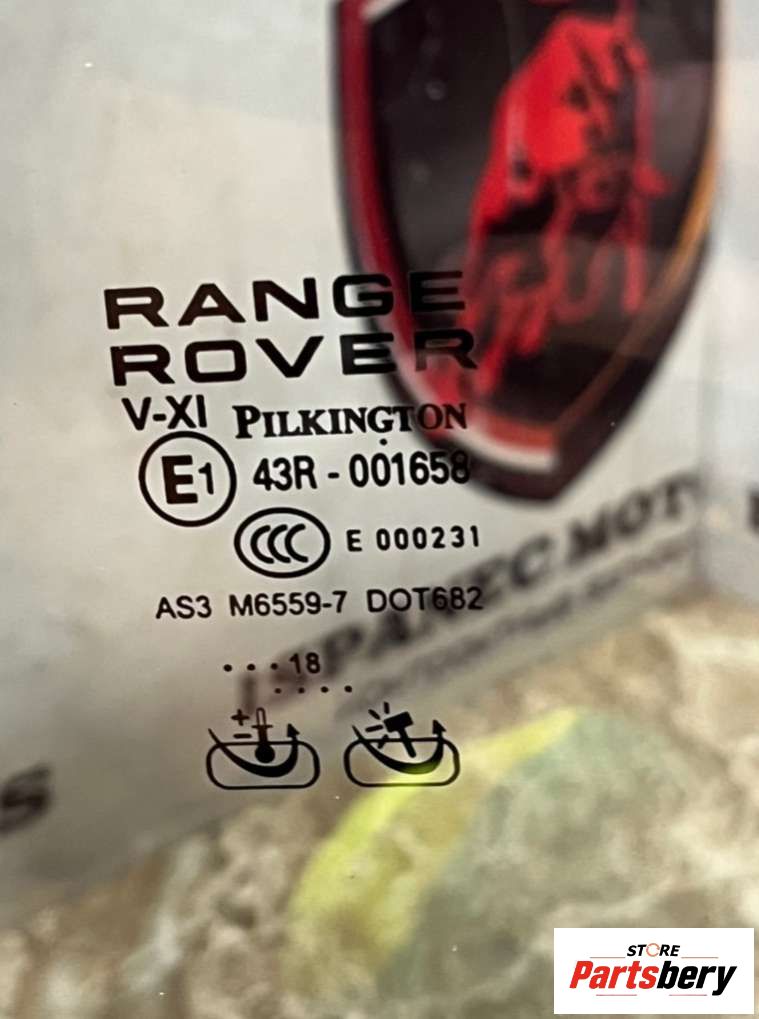 RANGE
ROVER
V-XI PILKINGTON
E1 43R - 001658
CCC E 000231
AS3 M6559-7 DOT682
• • • 18
• • • •
STORE
Partsbery